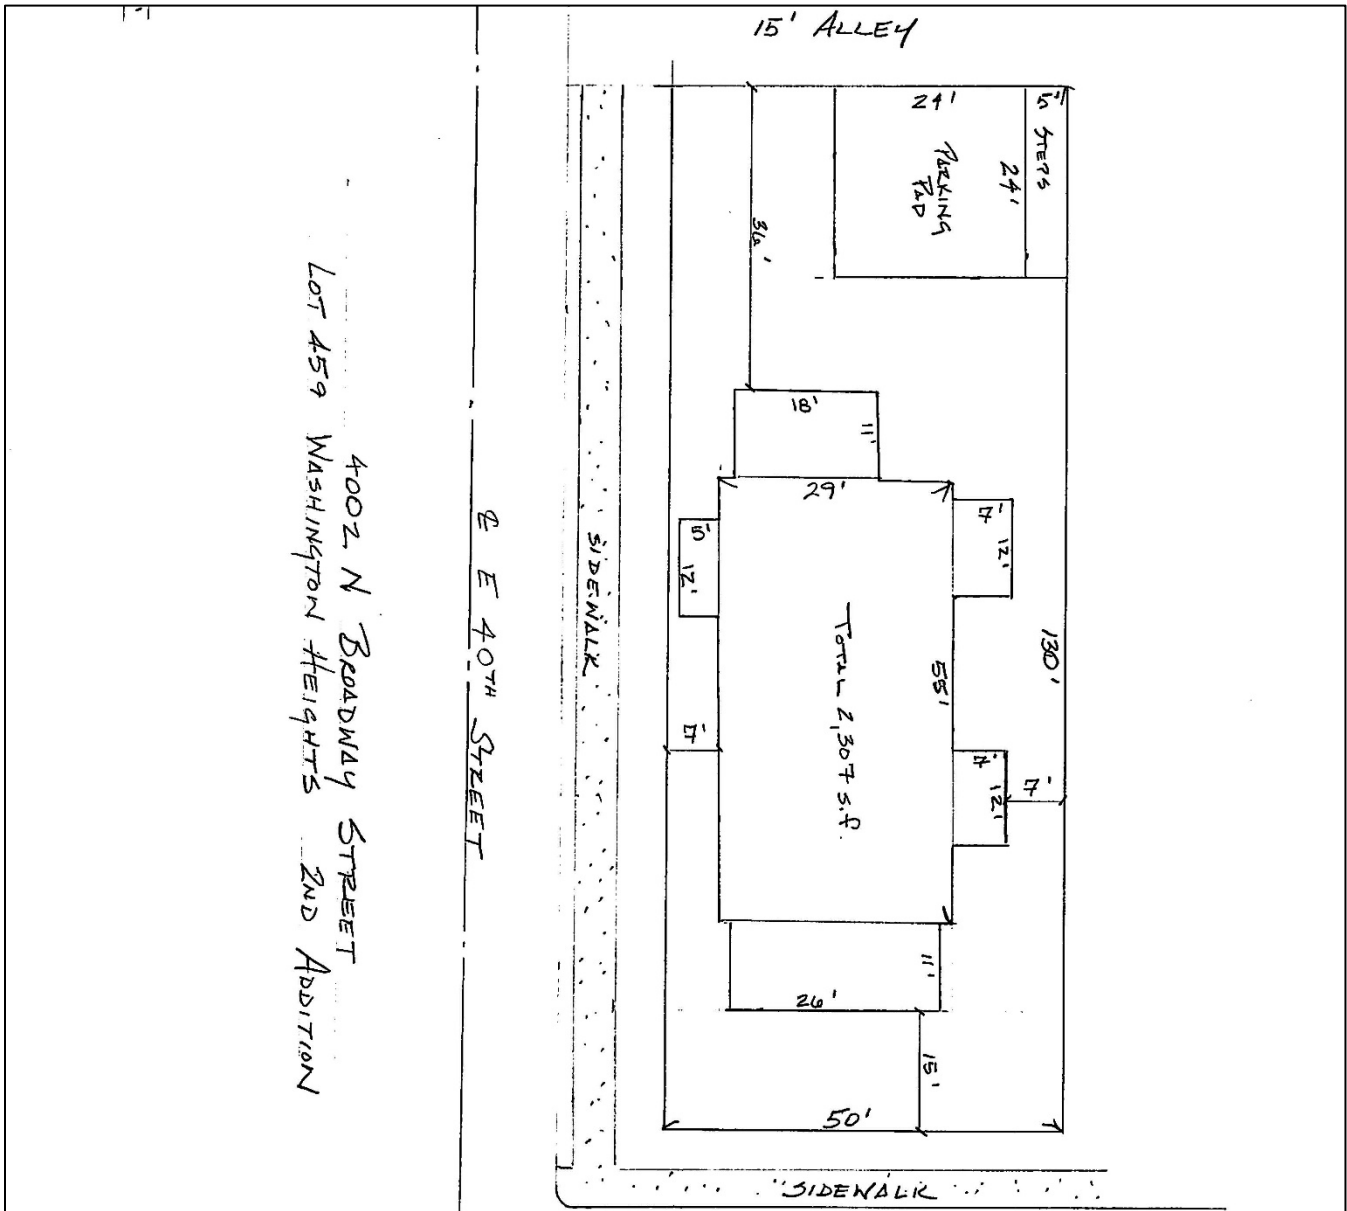 15' ALLEY
24'
5'
STEPS
24'
PARKING
PAD
36'
18'
11'
29'
7'
12'
5'
12'
SIDEWALK
℄ E 40TH STREET
4002 N BROADWAY STREET
LOT 459 WASHINGTON HEIGHTS 2ND ADDITION
TOTAL 2,307 s.f.
55'
130'
7'
7'
12'
7'
11'
26'
15'
50'
SIDEWALK